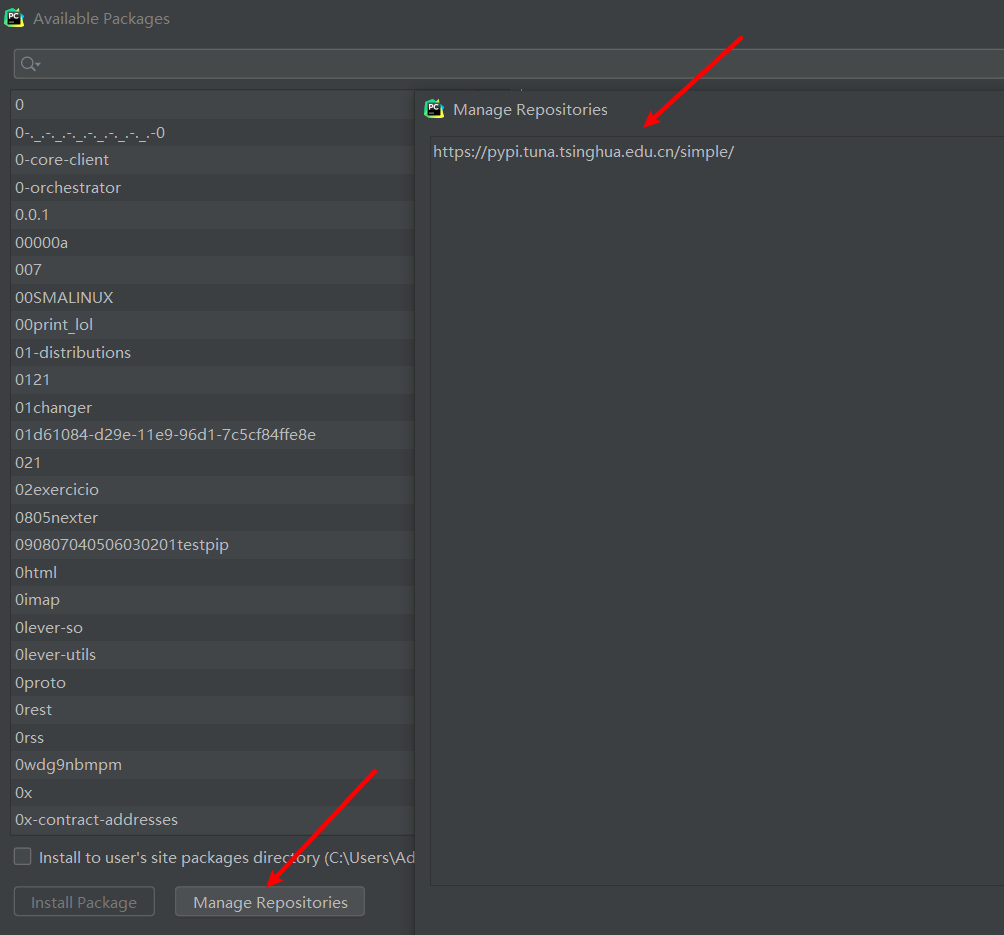 Available Packages
0
0-._.-._.-._.-._.-._.-._.-0
0-core-client
0-orchestrator
0.0.1
00000a
007
00SMALINUX
00print_lol
01-distributions
0121
01changer
01d61084-d29e-11e9-96d1-7c5cf84ffe8e
021
02exercicio
0805nexter
090807040506030201testpip
0html
0imap
0lever-so
0lever-utils
0proto
0rest
0rss
0wdg9nbmpm
0x
0x-contract-addresses
Install to user's site packages directory (C:\Users\Ad
Install Package
Manage Repositories
PC
Manage Repositories
https://pypi.tuna.tsinghua.edu.cn/simple/